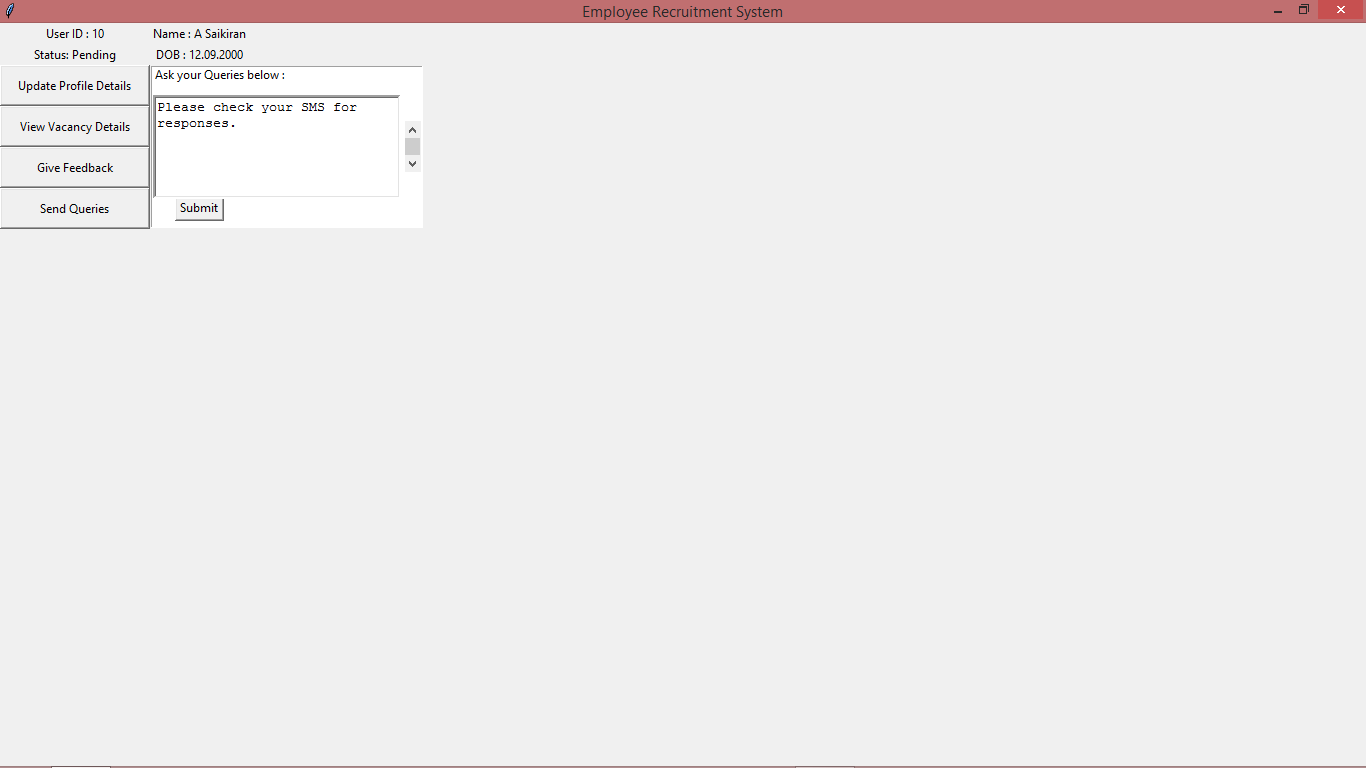 Employee Recruitment System
User ID : 10
Name : A Saikiran
Status: Pending
DOB : 12.09.2000
Update Profile Details
Ask your Queries below :
Please check your SMS for
responses.
View Vacancy Details
Give Feedback
Send Queries
Submit